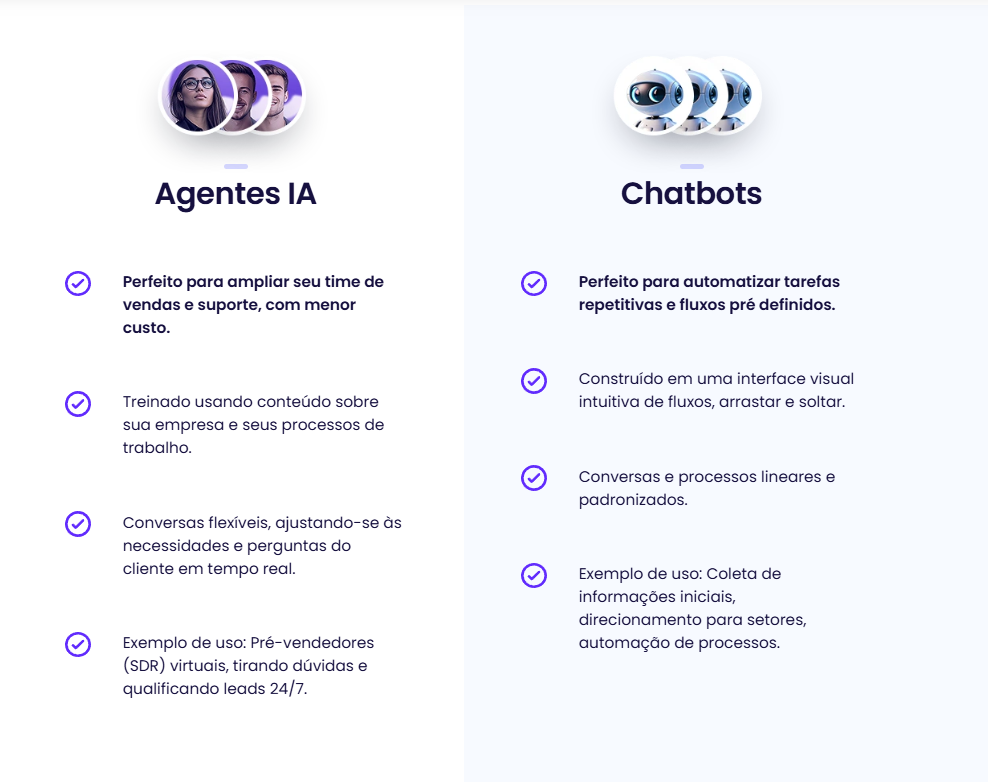 Agentes IA
Perfeito para ampliar seu time de
vendas e suporte, com menor
custo.
Treinado usando conteúdo sobre
sua empresa e seus processos de
trabalho.
Conversas flexíveis, ajustando-se às
necessidades e perguntas do
cliente em tempo real.
Exemplo de uso: Pré-vendedores
(SDR) virtuais, tirando dúvidas e
qualificando leads 24/7.
Chatbots
Perfeito para automatizar tarefas
repetitivas e fluxos pré definidos.
Construído em uma interface visual
intuitiva de fluxos, arrastar e soltar.
Conversas e processos lineares e
padronizados.
Exemplo de uso: Coleta de
informações iniciais,
direcionamento para setores,
automação de processos.